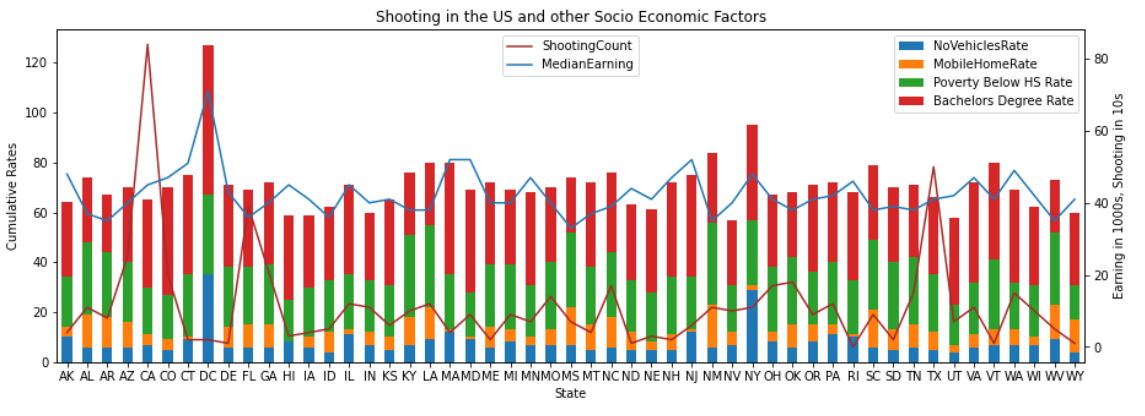 Shooting in the US and other Socio Economic Factors
ShootingCount
MedianEarning
NoVehiclesRate
MobileHomeRate
Poverty Below HS Rate
Bachelors Degree Rate
Cumulative Rates
120
100
80
60
40
20
0
80
60
40
20
0
Earning in 1000s, Shooting in 10s
AK AL AR AZ CA CO CT DC DE FL GA HI IA ID IL IN KS KY LA MA MD ME MI MN MO MS MT NC ND NE NH NJ NM NV NY OH OK OR PA RI SC SD TN TX UT VA VT WA WI WV WY
State